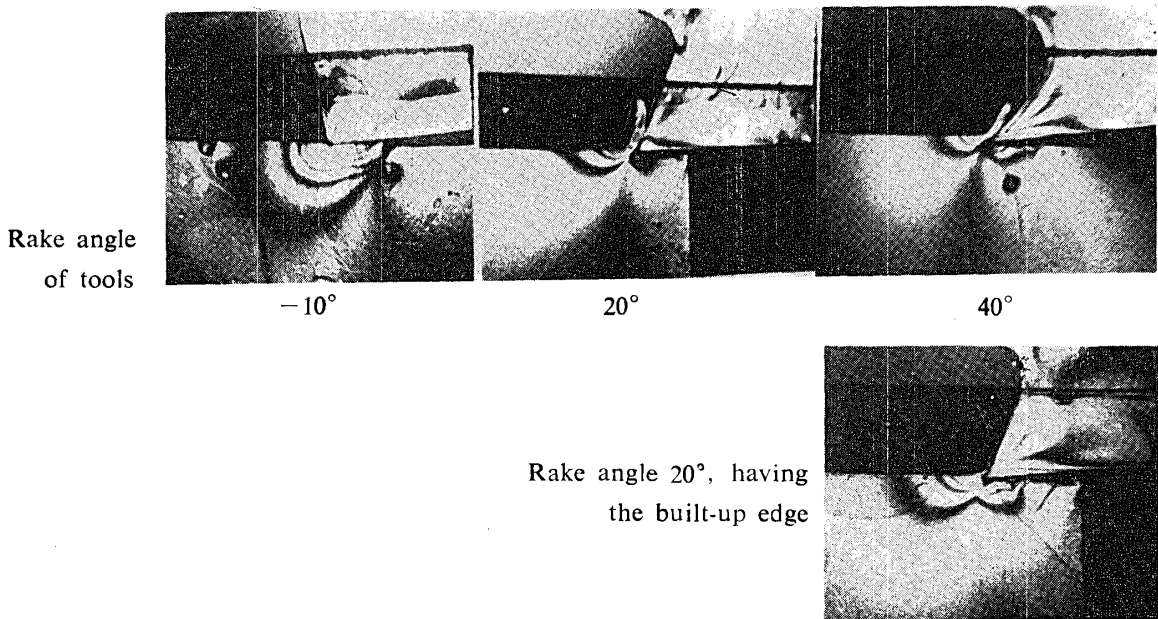 Rake angle
of tools
−10°
20°
40°
Rake angle 20°, having
the built-up edge